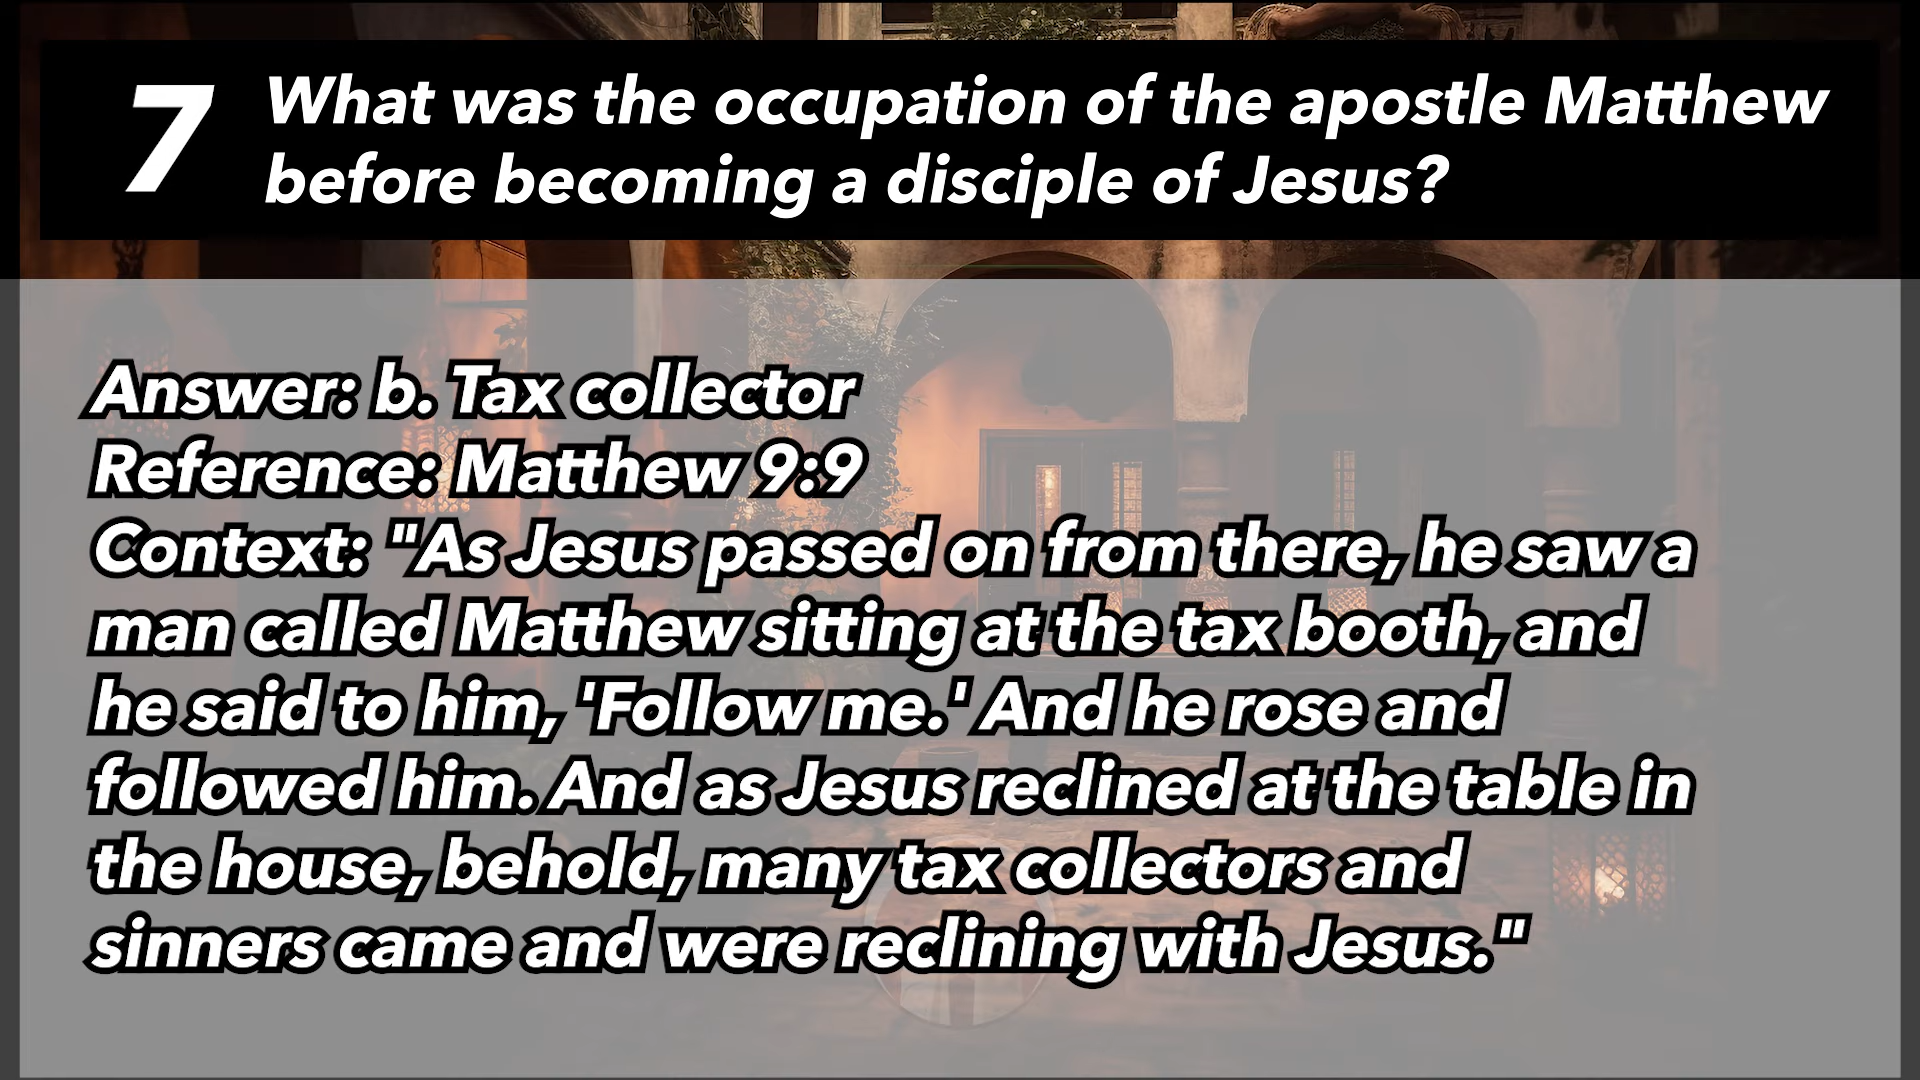 7
What was the occupation of the apostle Matthew
before becoming a disciple of Jesus?
Answer: b. Tax collector
Reference: Matthew 9:9
Context: "As Jesus passed on from there, he saw a
man called Matthew sitting at the tax booth, and
he said to him, 'Follow me.' And he rose and
followed him. And as Jesus reclined at the table in
the house, behold, many tax collectors and
sinners came and were reclining with Jesus."